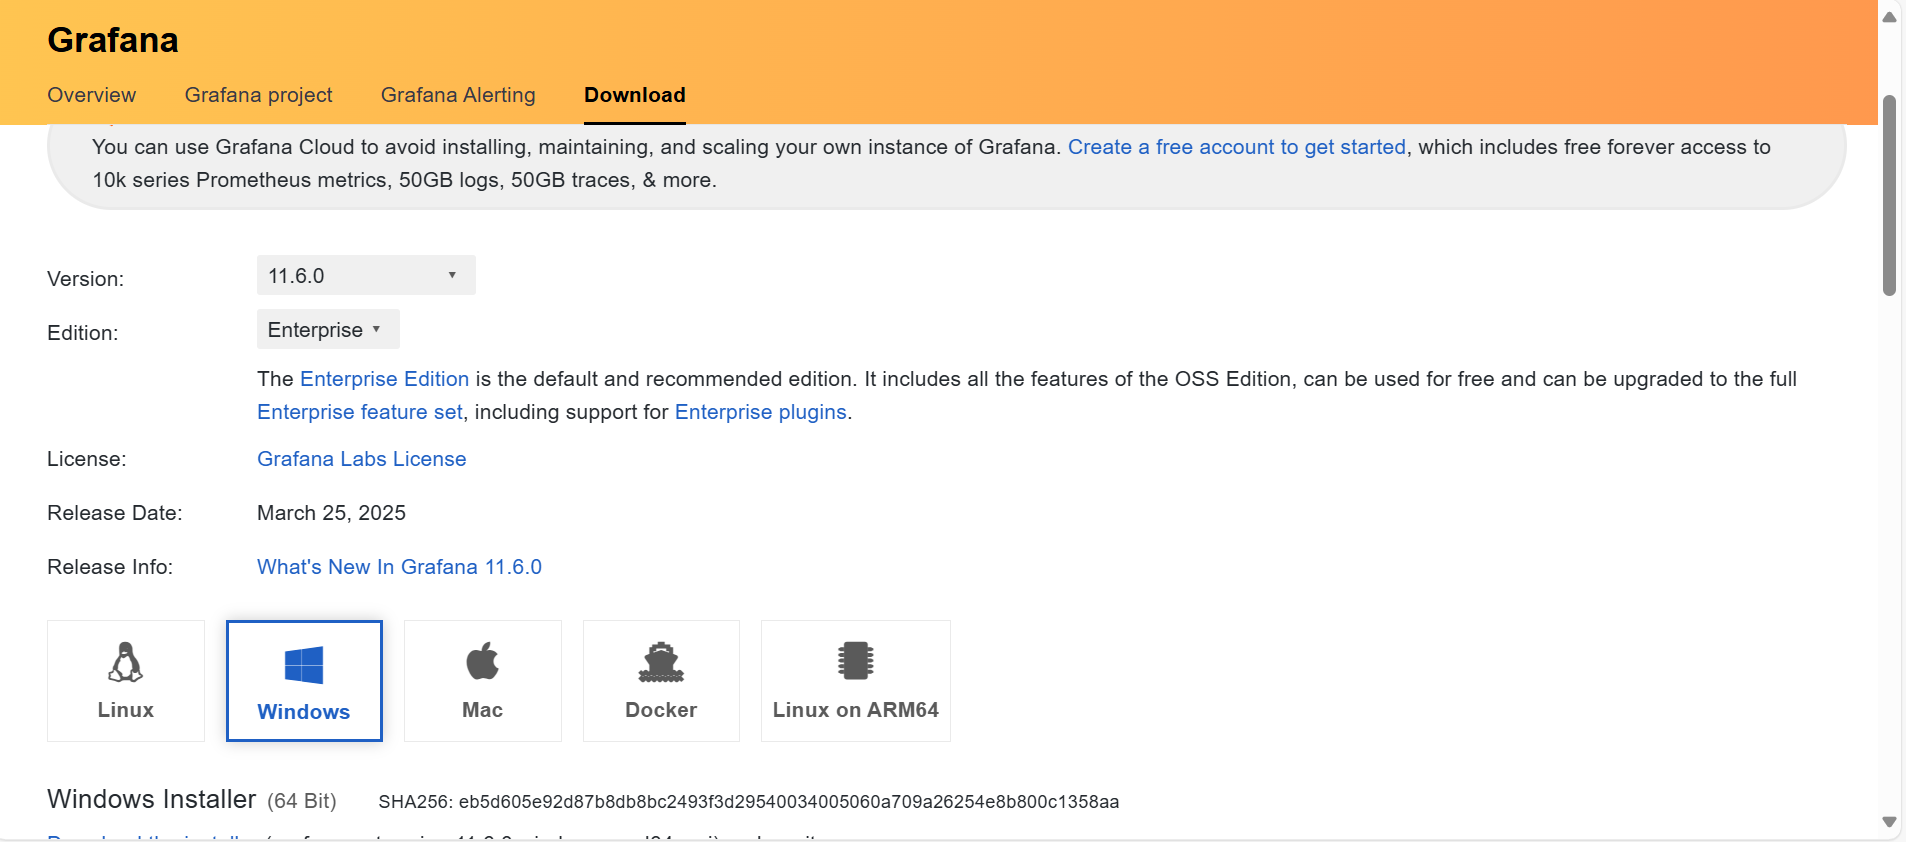 Grafana
Overview Grafana project Grafana Alerting Download
You can use Grafana Cloud to avoid installing, maintaining, and scaling your own instance of Grafana. Create a free account to get started, which includes free forever access to
10k series Prometheus metrics, 50GB logs, 50GB traces, & more.
Version: 11.6.0
Edition: Enterprise
The Enterprise Edition is the default and recommended edition. It includes all the features of the OSS Edition, can be used for free and can be upgraded to the full
Enterprise feature set, including support for Enterprise plugins.
License: Grafana Labs License
Release Date: March 25, 2025
Release Info: What's New In Grafana 11.6.0
Linux Windows Mac Docker Linux on ARM64
Windows Installer (64 Bit) SHA256: eb5d605e92d87b8db8bc2493f3d29540034005060a709a26254e8b800c1358aa